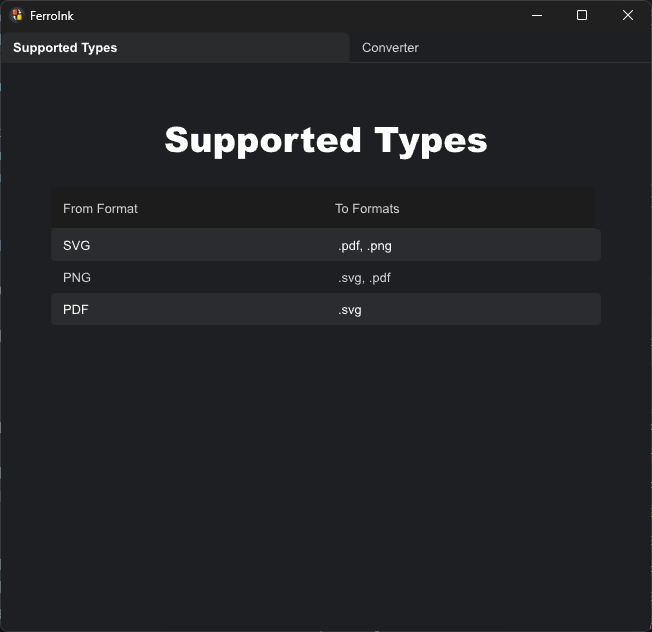 FerroInk
Supported Types Converter
Supported Types
From Format To Formats
SVG .pdf, .png
PNG .svg, .pdf
PDF .svg